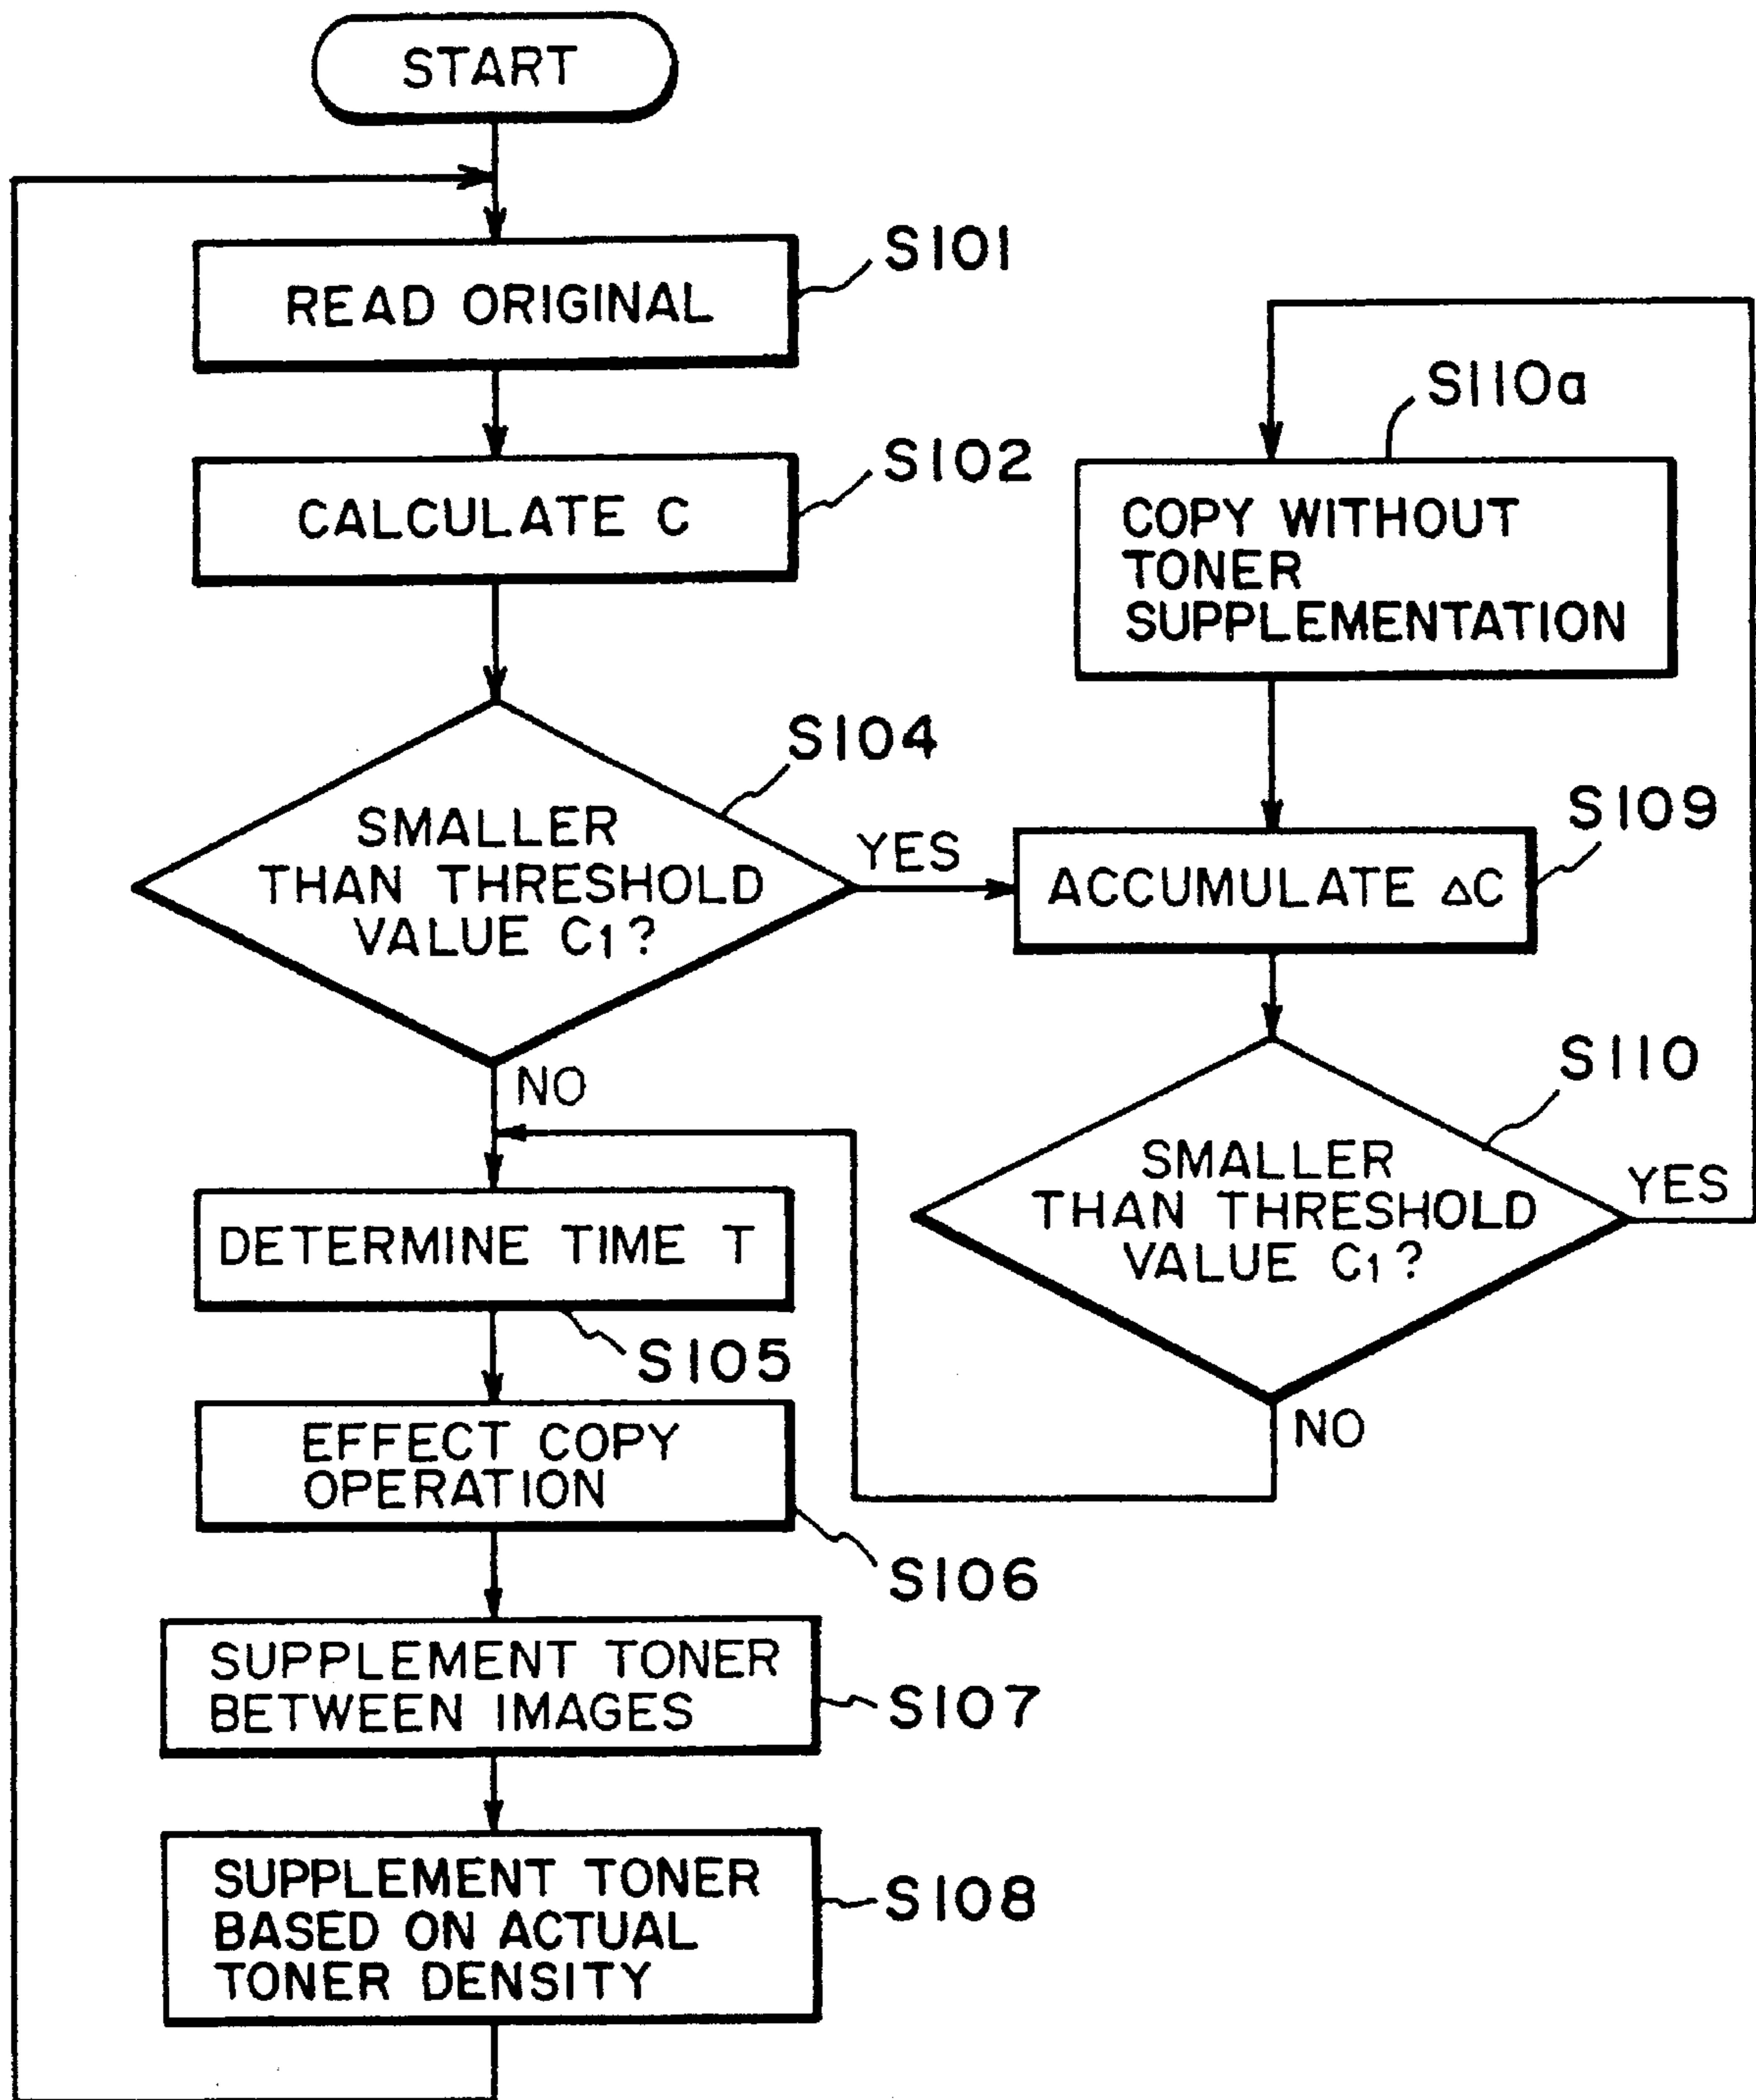 START
READ ORIGINAL
S101
CALCULATE C
S102
SMALLER
THAN THRESHOLD
VALUE C1?
S104
YES
NO
DETERMINE TIME T
S105
EFFECT COPY
OPERATION
S106
SUPPLEMENT TONER
BETWEEN IMAGES
S107
SUPPLEMENT TONER
BASED ON ACTUAL
TONER DENSITY
S108
S110a
COPY WITHOUT
TONER
SUPPLEMENTATION
S109
ACCUMULATE ΔC
S110
SMALLER
THAN THRESHOLD
VALUE C1?
YES
NO